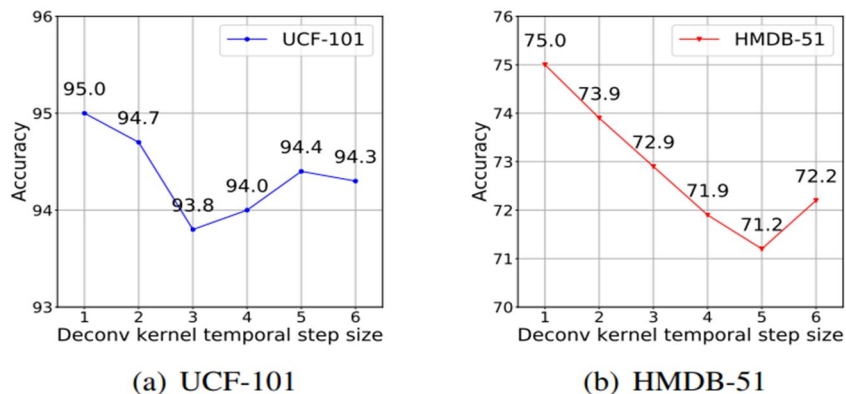 96
95
94
93
Accuracy
UCF-101
95.0
94.7
93.8
94.0
94.4
94.3
1 2 3 4 5 6
Deconv kernel temporal step size
(a) UCF-101
76
75
74
73
72
71
70
Accuracy
HMDB-51
75.0
73.9
72.9
71.9
71.2
72.2
1 2 3 4 5 6
Deconv kernel temporal step size
(b) HMDB-51